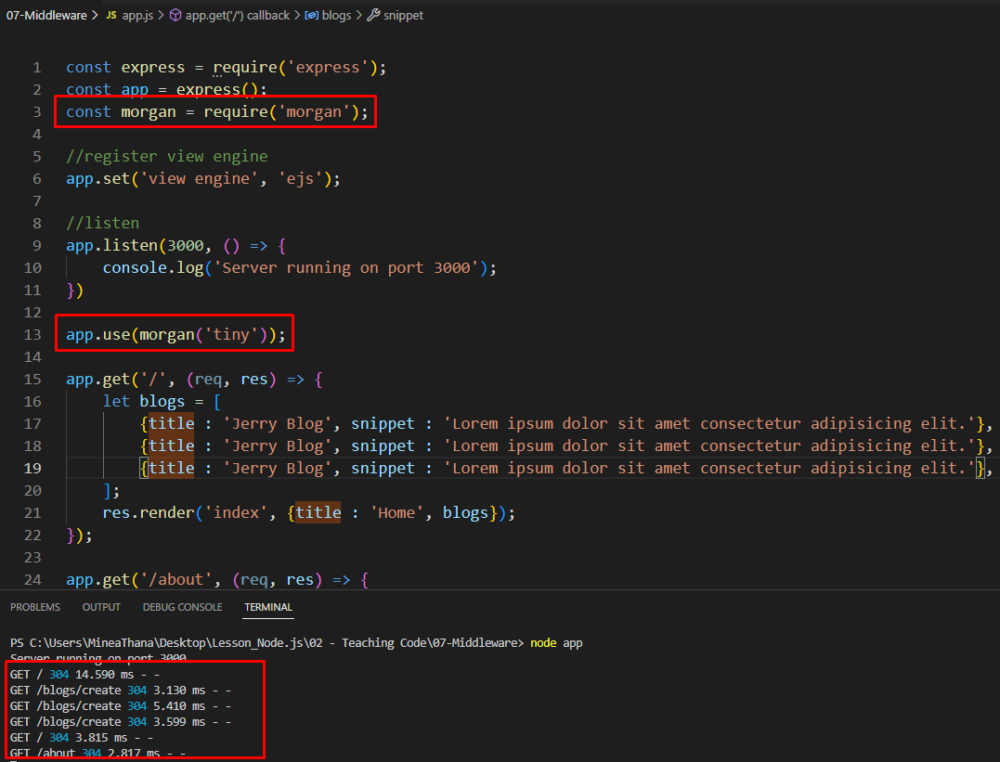 07-Middleware > JS app.js > app.get('/') callback > blogs > snippet
1 const express = require('express');
2 const app = express();
3 const morgan = require('morgan');
4
5 //register view engine
6 app.set('view engine', 'ejs');
7
8 //listen
9 app.listen(3000, () => {
10 console.log('Server running on port 3000');
11 })
12
13 app.use(morgan('tiny'));
14
15 app.get('/', (req, res) => {
16 let blogs = [
17 {title : 'Jerry Blog', snippet : 'Lorem ipsum dolor sit amet consectetur adipisicing elit.'},
18 {title : 'Jerry Blog', snippet : 'Lorem ipsum dolor sit amet consectetur adipisicing elit.'},
19 {title : 'Jerry Blog', snippet : 'Lorem ipsum dolor sit amet consectetur adipisicing elit.'},
20 ];
21 res.render('index', {title : 'Home', blogs});
22 });
23
24 app.get('/about', (req, res) => {
PROBLEMS OUTPUT DEBUG CONSOLE TERMINAL
PS C:\Users\MineaThana\Desktop\Lesson_Node.js\02 - Teaching Code\07-Middleware> node app
Server running on port 3000
GET / 304 14.590 ms - -
GET /blogs/create 304 3.130 ms - -
GET /blogs/create 304 5.410 ms - -
GET /blogs/create 304 3.599 ms - -
GET / 304 3.815 ms - -
GET /about 304 2.817 ms - -